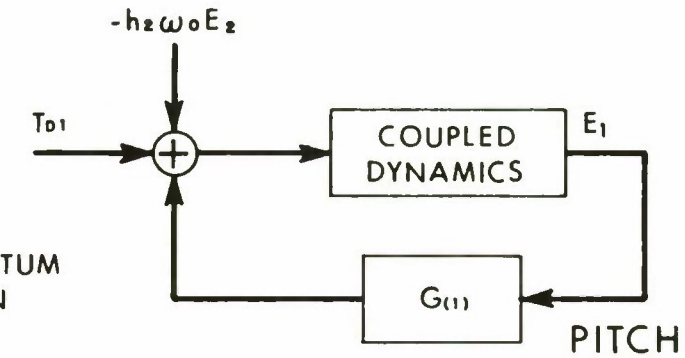 -h₂ω₀E₂
T_D1
COUPLED
DYNAMICS
E₁
TUM
N
G(1)
PITCH